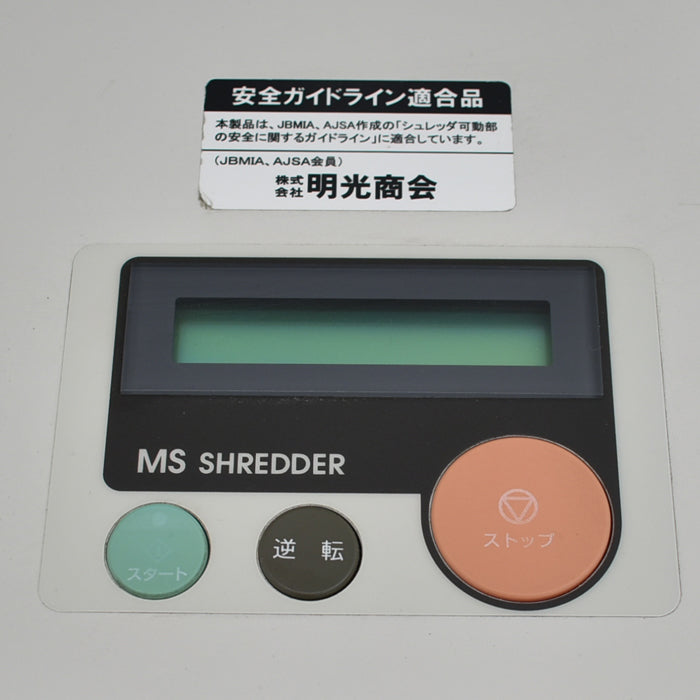 安全ガイドライン適合品
本製品は、JBMIA、AJSA作成の「シュレッダ可動部
の安全に関するガイドライン」に適合しています。
(JBMIA、AJSA会員)
株式会社 明光商会
MS SHREDDER
スタート
逆 転
ストップ